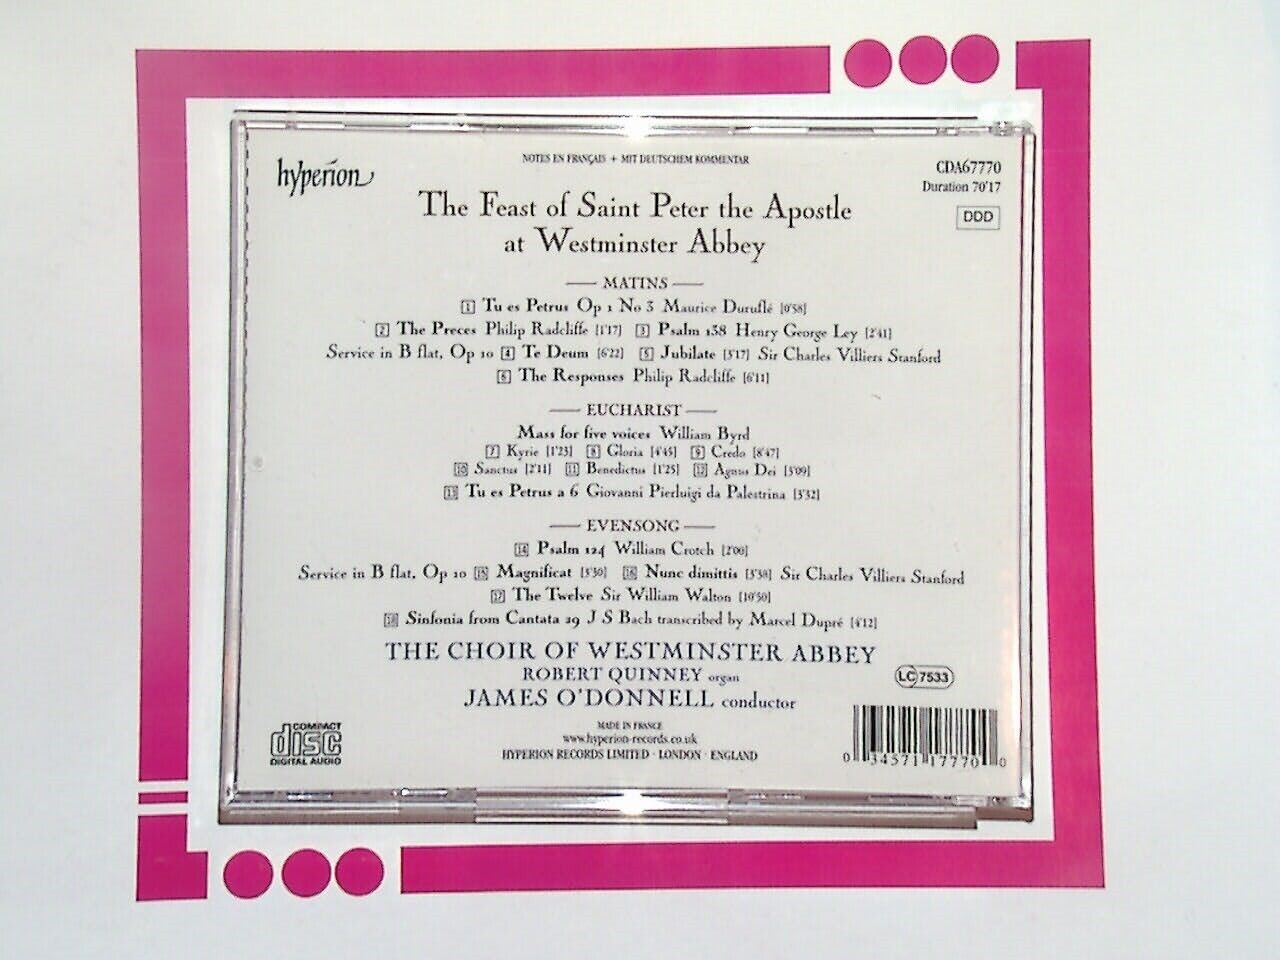 hyperion
NOTES EN FRANÇAIS + MIT DEUTSCHEM KOMMENTAR
CDA67770
Duration 70'17
DDD
The Feast of Saint Peter the Apostle
at Westminster Abbey
MATINS
1 Tu es Petrus Op 1 No 3 Maurice Duruflé [0'58]
2 The Preces Philip Radcliffe [1'17] 3 Psalm 138 Henry George Ley [2'41]
Service in B flat, Op 10 4 Te Deum [6'22] 5 Jubilate [3'17] Sir Charles Villiers Stanford
6 The Responses Philip Radcliffe [6'11]
EUCHARIST
Mass for five voices William Byrd
7 Kyrie [1'23] 8 Gloria [4'45] 9 Credo [8'47]
10 Sanctus [2'11] 11 Benedictus [1'25] 12 Agnus Dei [3'09]
13 Tu es Petrus a 6 Giovanni Pierluigi da Palestrina [3'32]
EVENSONG
14 Psalm 124 William Crotch [2'00]
Service in B flat, Op 10 15 Magnificat [3'30] 16 Nunc dimittis [3'38] Sir Charles Villiers Stanford
17 The Twelve Sir William Walton [10'50]
18 Sinfonia from Cantata 29 J S Bach transcribed by Marcel Dupré [4'12]
THE CHOIR OF WESTMINSTER ABBEY
ROBERT QUINNEY organ
JAMES O'DONNELL conductor
LC 7533
MADE IN FRANCE
www.hyperion-records.co.uk
HYPERION RECORDS LIMITED · LONDON · ENGLAND
COMPACT
disc
DIGITAL AUDIO
0 34571 17770 0